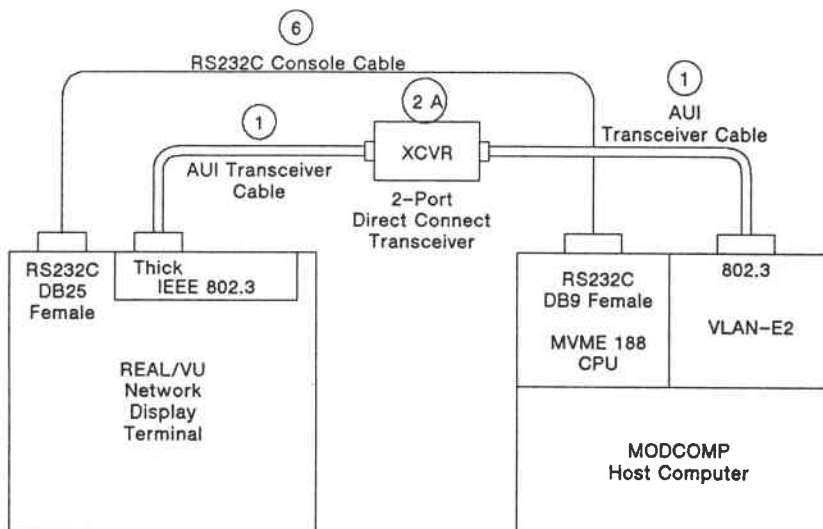 6
RS232C Console Cable
1
AUI Transceiver
Cable
2 A
XCVR
2-Port
Direct Connect
Transceiver
1
AUI
Transceiver Cable
RS232C
DB25
Female
Thick
IEEE 802.3
REAL/VU
Network
Display
Terminal
RS232C
DB9 Female
MVME 188
CPU
802.3
VLAN-E2
MODCOMP
Host Computer